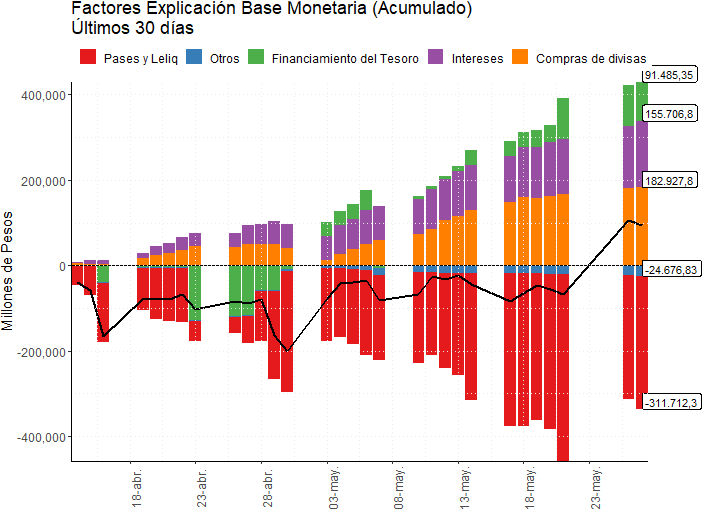 Factores Explicación Base Monetaria (Acumulado)
Últimos 30 días
Pases y Leliq
Otros
Financiamiento del Tesoro
Intereses
Compras de divisas
Millones de Pesos
400,000
200,000
0
-200,000
-400,000
91.485,35
155.706,8
182.927,8
-24.676,83
-311.712,3
18-abr.
23-abr.
28-abr.
03-may.
08-may.
13-may.
18-may.
23-may.